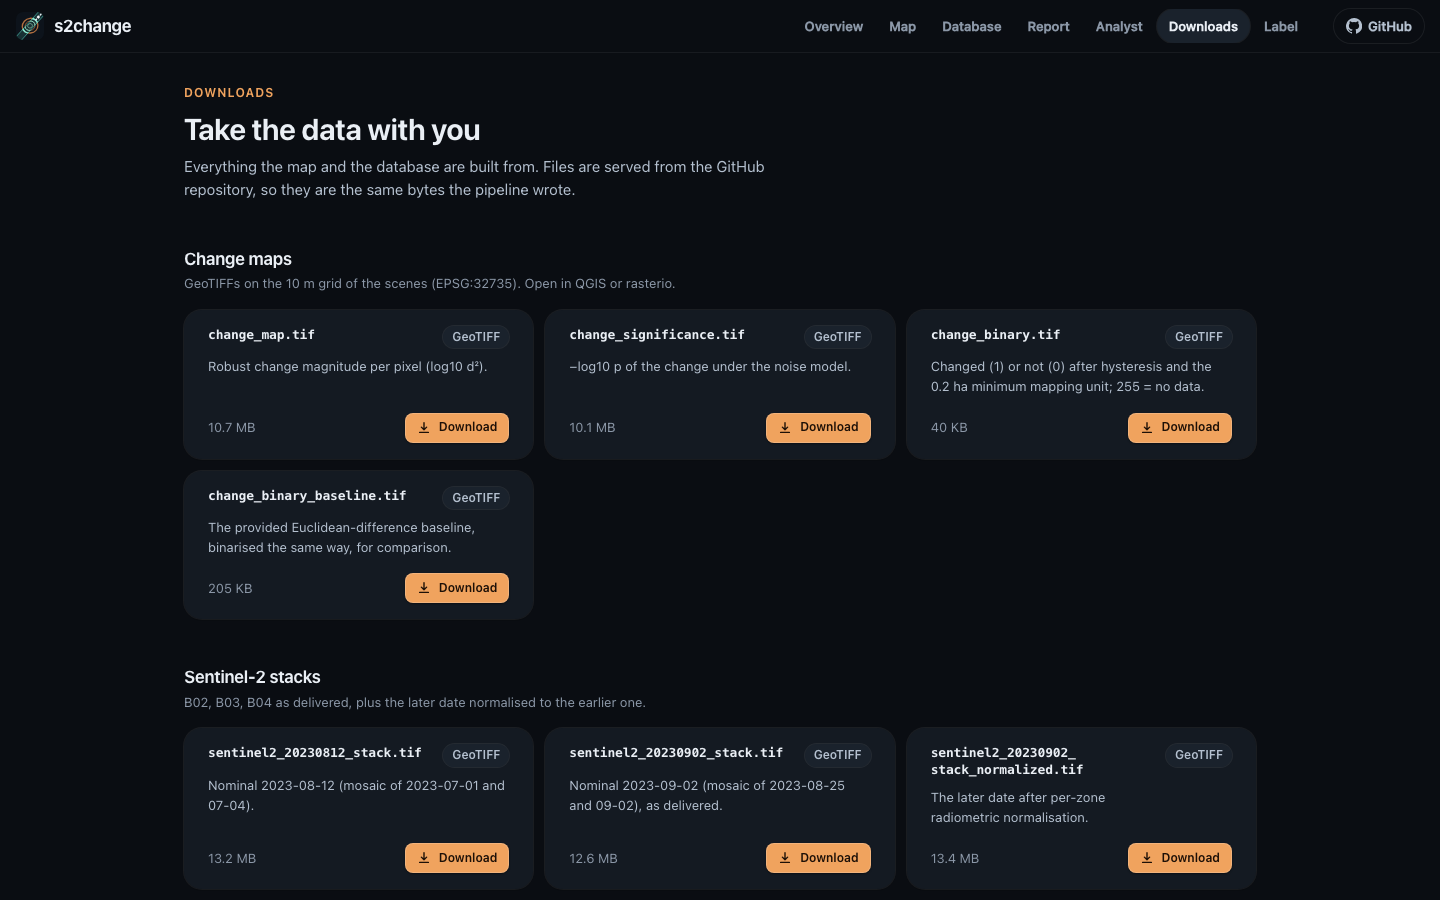 s2change
Overview Map Database Report Analyst Downloads Label GitHub
DOWNLOADS
Take the data with you
Everything the map and the database are built from. Files are served from the GitHub
repository, so they are the same bytes the pipeline wrote.
Change maps
GeoTIFFs on the 10 m grid of the scenes (EPSG:32735). Open in QGIS or rasterio.
change_map.tif GeoTIFF
Robust change magnitude per pixel (log10 d²).
10.7 MB Download
change_significance.tif GeoTIFF
−log10 p of the change under the noise model.
10.1 MB Download
change_binary.tif GeoTIFF
Changed (1) or not (0) after hysteresis and the
0.2 ha minimum mapping unit; 255 = no data.
40 KB Download
change_binary_baseline.tif GeoTIFF
The provided Euclidean-difference baseline,
binarised the same way, for comparison.
205 KB Download
Sentinel-2 stacks
B02, B03, B04 as delivered, plus the later date normalised to the earlier one.
sentinel2_20230812_stack.tif GeoTIFF
Nominal 2023-08-12 (mosaic of 2023-07-01 and
07-04).
13.2 MB Download
sentinel2_20230902_stack.tif GeoTIFF
Nominal 2023-09-02 (mosaic of 2023-08-25
and 09-02), as delivered.
12.6 MB Download
sentinel2_20230902_ GeoTIFF
stack_normalized.tif
The later date after per-zone
radiometric normalisation.
13.4 MB Download